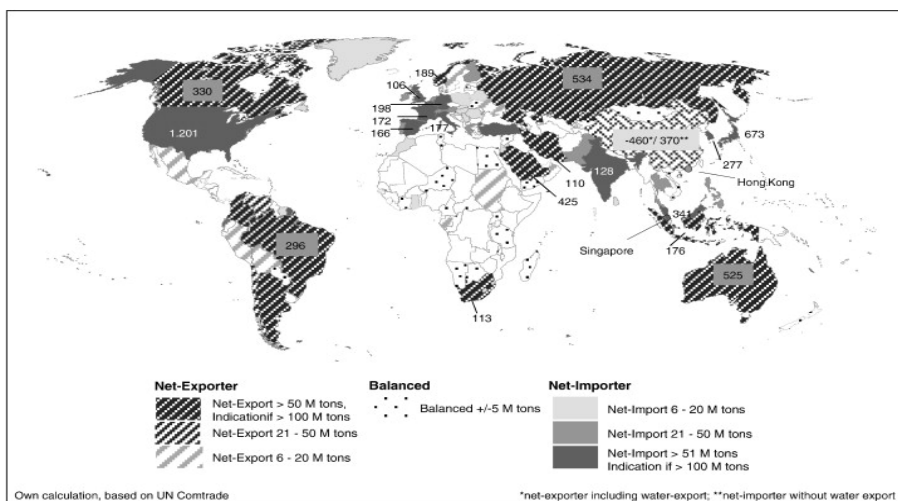 189
106
330
534
198
172
1.201
177
166
-460*/ 370**
673
277
128
110
Hong Kong
425
341
296
Singapore
176
525
113
Net-Exporter
Net-Export > 50 M tons,
Indicationif > 100 M tons
Net-Export 21 - 50 M tons
Net-Export 6 - 20 M tons
Balanced
Balanced +/-5 M tons
Net-Importer
Net-Import 6 - 20 M tons
Net-Import 21 - 50 M tons
Net-Import > 51 M tons
Indication if > 100 M tons
Own calculation, based on UN Comtrade
*net-exporter including water-export; **net-importer without water export